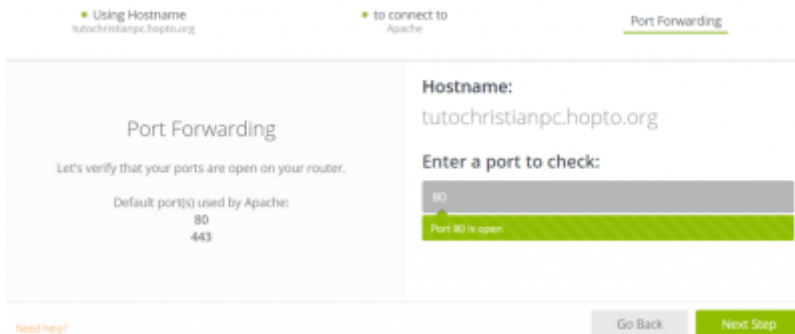 Using Hostname
tutochristianpc.hopto.org
to connect to
Apache
Port Forwarding
Port Forwarding
Let's verify that your ports are open on your router.
Default port(s) used by Apache:
80
443
Hostname:
tutochristianpc.hopto.org
Enter a port to check:
80
Port 80 is open
Need help?
Go Back
Next Step